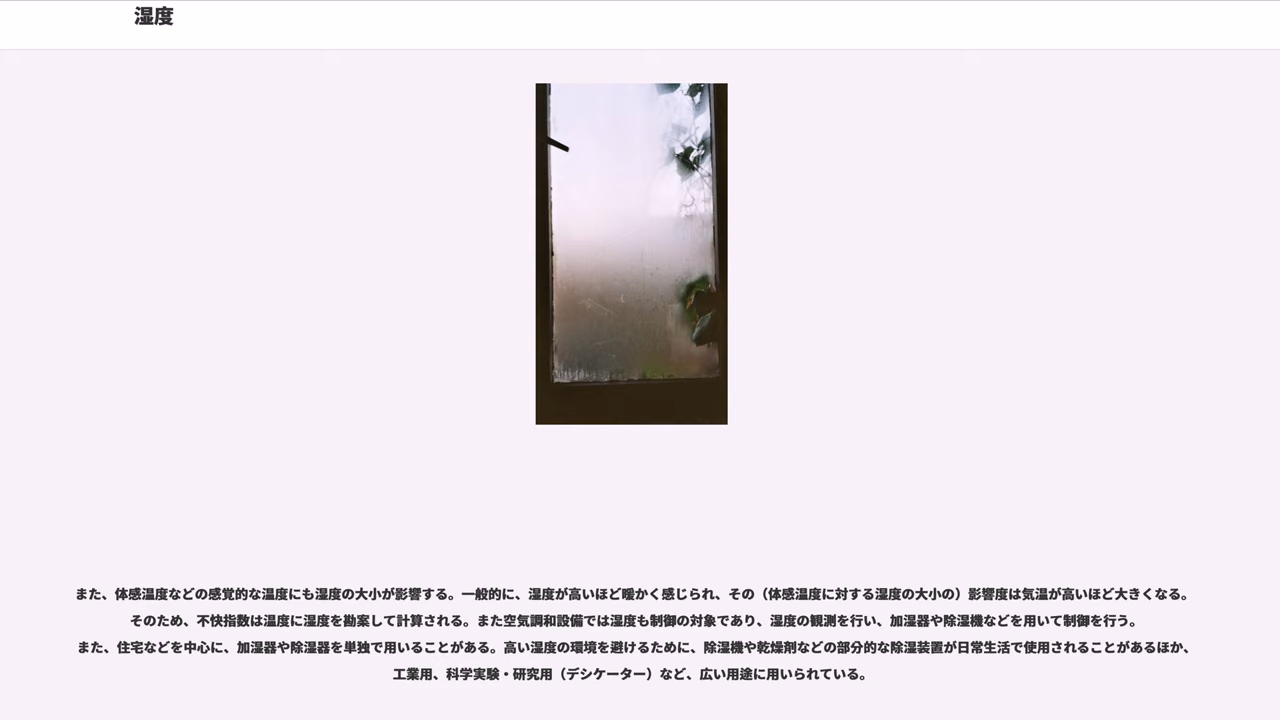 湿度
また、体感温度などの感覚的な温度にも湿度の大小が影響する。一般的に、湿度が高いほど暖かく感じられ、その（体感温度に対する湿度の大小の）影響度は気温が高いほど大きくなる。
そのため、不快指数は温度に湿度を勘案して計算される。また空気調和設備では湿度も制御の対象であり、湿度の観測を行い、加湿器や除湿機などを用いて制御を行う。
また、住宅などを中心に、加湿器や除湿器を単独で用いることがある。高い湿度の環境を避けるために、除湿機や乾燥剤などの部分的な除湿装置が日常生活で使用されることがあるほか、
工業用、科学実験・研究用（デシケーター）など、広い用途に用いられている。